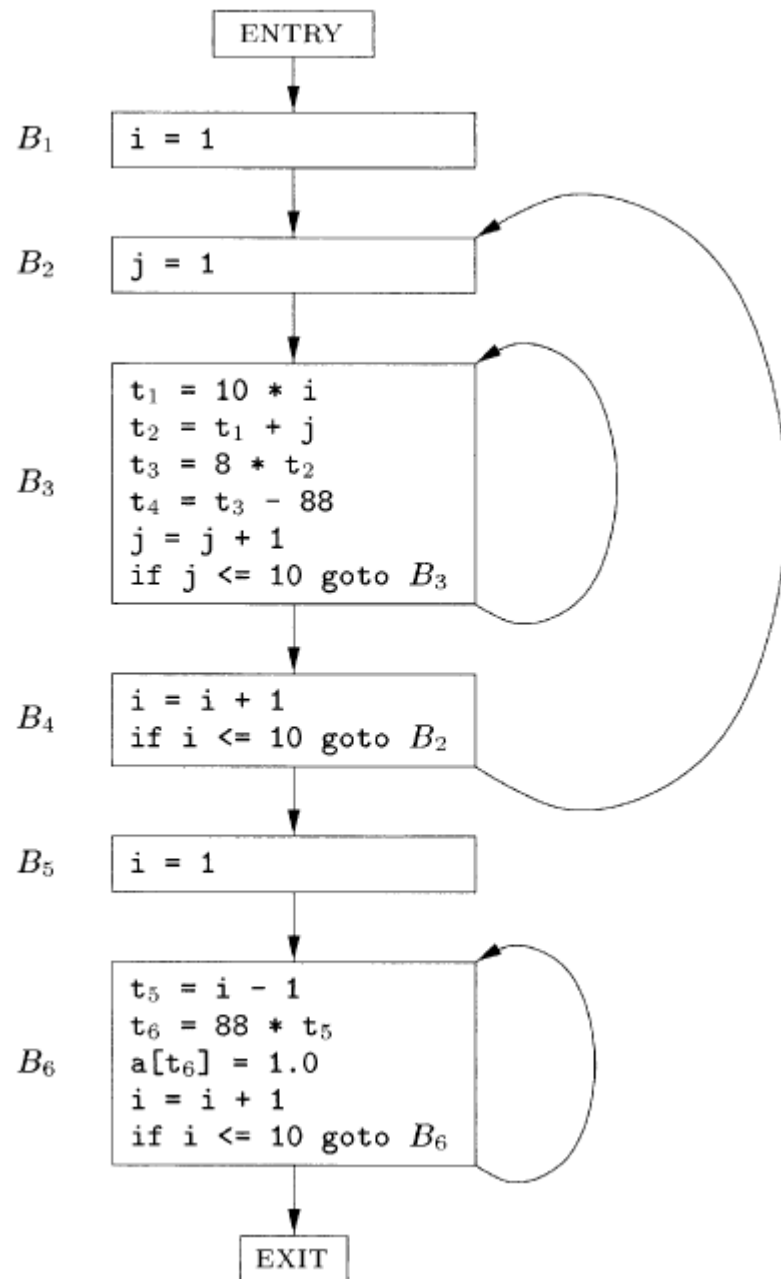 ENTRY
B₁
i = 1
B₂
j = 1
B₃
t₁ = 10 * i
t₂ = t₁ + j
t₃ = 8 * t₂
t₄ = t₃ - 88
j = j + 1
if j <= 10 goto B₃
B₄
i = i + 1
if i <= 10 goto B₂
B₅
i = 1
B₆
t₅ = i - 1
t₆ = 88 * t₅
a[t₆] = 1.0
i = i + 1
if i <= 10 goto B₆
EXIT